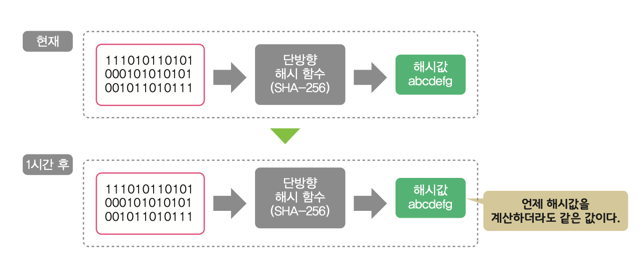 현재
111010110101
000101010101
001011010111
단방향
해시 함수
(SHA-256)
해시값
abcdefg
1시간 후
111010110101
000101010101
001011010111
단방향
해시 함수
(SHA-256)
해시값
abcdefg
언제 해시값을
계산하더라도 같은 값이다.